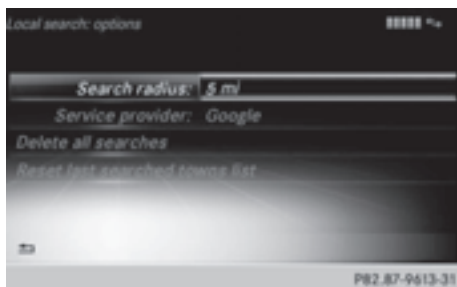 Local search: options
Search radius: 5 mi
Service provider: Google
Delete all searches
Reset last searched towns list
P82.87-9613-31